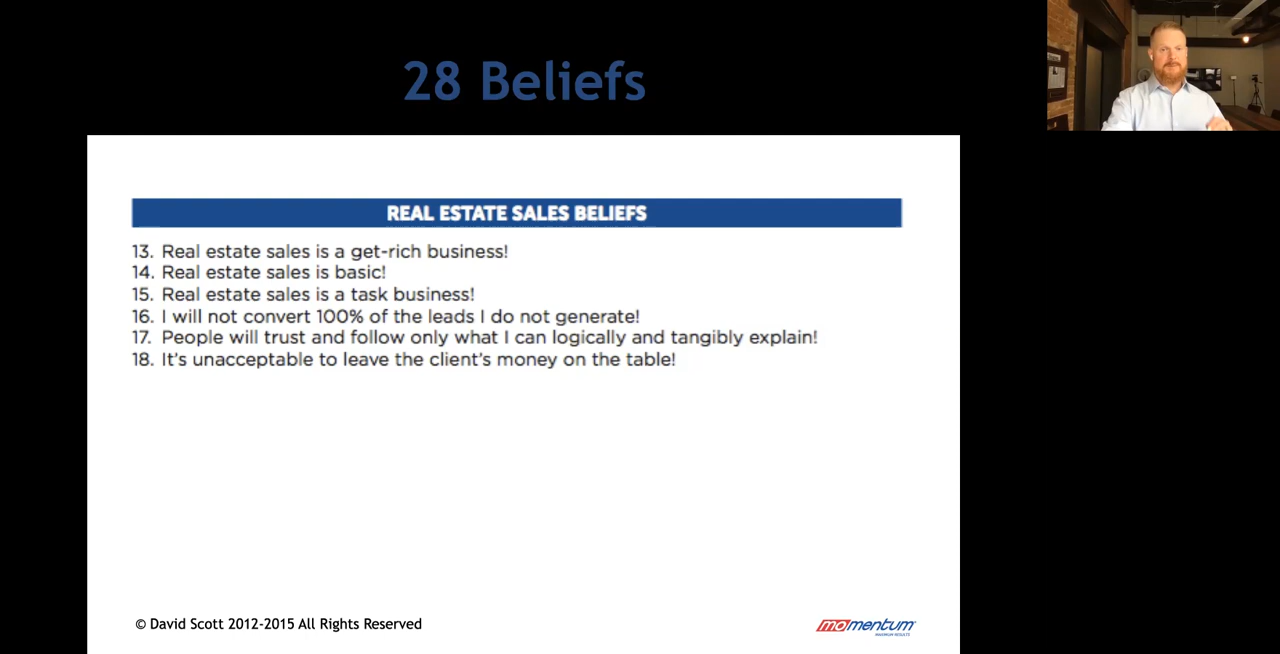 28 Beliefs
REAL ESTATE SALES BELIEFS
13. Real estate sales is a get-rich business!
14. Real estate sales is basic!
15. Real estate sales is a task business!
16. I will not convert 100% of the leads I do not generate!
17. People will trust and follow only what I can logically and tangibly explain!
18. It's unacceptable to leave the client's money on the table!
© David Scott 2012-2015 All Rights Reserved
momentum
MAXIMUM RESULTS